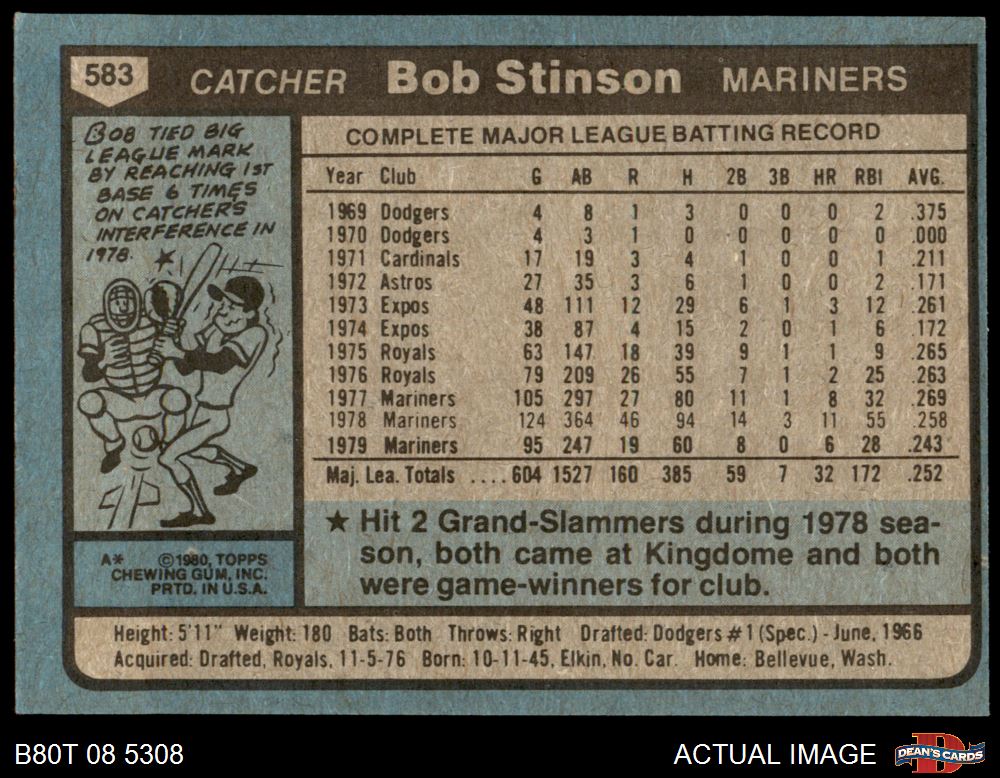 583 CATCHER Bob Stinson MARINERS
BOB TIED BIG
LEAGUE MARK
BY REACHING 1ST
BASE 6 TIMES
ON CATCHER'S
INTERFERENCE IN
1978.
COMPLETE MAJOR LEAGUE BATTING RECORD
Year Club G AB R H 2B 3B HR RBI AVG.
1969 Dodgers 4 8 1 3 0 0 0 2 .375
1970 Dodgers 4 3 1 0 0 0 0 0 .000
1971 Cardinals 17 19 3 4 1 0 0 1 .211
1972 Astros 27 35 3 6 1 0 0 2 .171
1973 Expos 48 111 12 29 6 1 3 12 .261
1974 Expos 38 87 4 15 2 0 1 6 .172
1975 Royals 63 147 18 39 9 1 1 9 .265
1976 Royals 79 209 26 55 7 1 2 25 .263
1977 Mariners 105 297 27 80 11 1 8 32 .269
1978 Mariners 124 364 46 94 14 3 11 55 .258
1979 Mariners 95 247 19 60 8 0 6 28 .243
Maj. Lea. Totals ....604 1527 160 385 59 7 32 172 .252
★ Hit 2 Grand-Slammers during 1978 sea-
son, both came at Kingdome and both
were game-winners for club.
A* ©1980, TOPPS
CHEWING GUM, INC.
PRTD. IN U.S.A.
Height: 5'11" Weight: 180 Bats: Both Throws: Right Drafted: Dodgers #1 (Spec.) - June, 1966
Acquired: Drafted, Royals, 11-5-76 Born: 10-11-45, Elkin, No. Car. Home: Bellevue, Wash.
B80T 08 5308 ACTUAL IMAGE DEAN'S CARDS